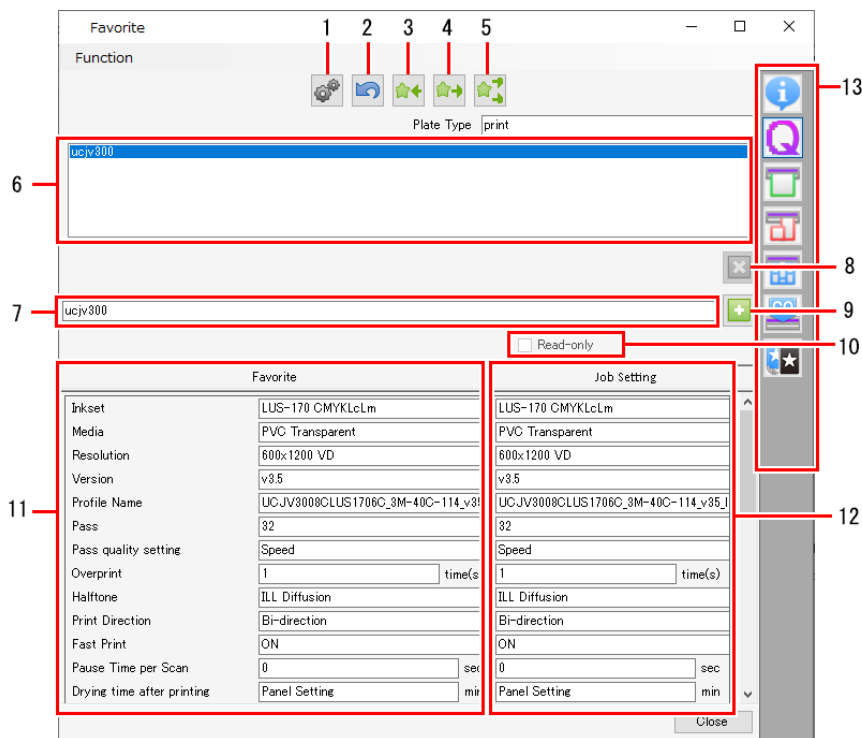 Favorite
1 2 3 4 5
Function
13
Plate Type print
ucjv300
6
8
ucjv300
7
9
Read-only
10
Favorite Job Setting
Inkset LUS-170 CMYKLcLm LUS-170 CMYKLcLm
Media PVC Transparent PVC Transparent
Resolution 600x1200 VD 600x1200 VD
Version v3.5 v3.5
Profile Name UCJV3008CLUS1706C_3M-40C-114_v35 UCJV3008CLUS1706C_3M-40C-114_v35_
11
12
Pass 32 32
Pass quality setting Speed Speed
Overprint 1 time(s 1 time(s)
Halftone ILL Diffusion ILL Diffusion
Print Direction Bi-direction Bi-direction
Fast Print ON ON
Pause Time per Scan 0 sec 0 sec
Drying time after printing Panel Setting min Panel Setting min
Close